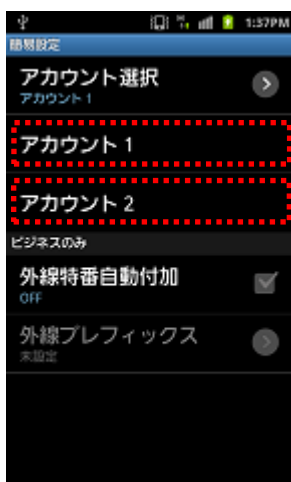 1:37PM
簡易設定
アカウント選択
アカウント 1
アカウント 1
アカウント 2
ビジネスのみ
外線特番自動付加
OFF
外線プレフィックス
未設定